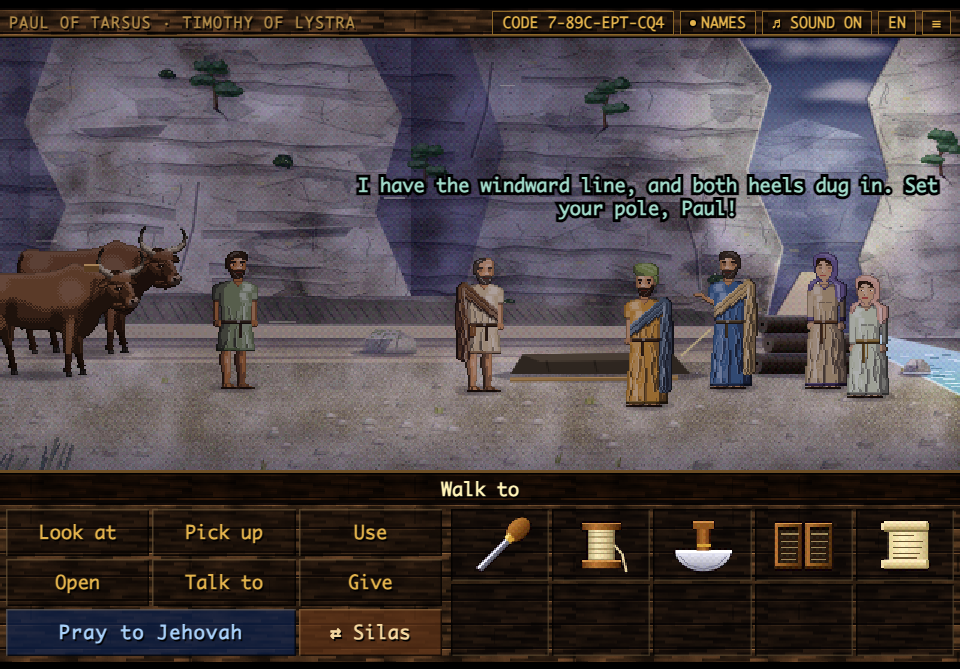 PAUL OF TARSUS · TIMOTHY OF LYSTRA
CODE 7-89C-EPT-CQ4
• NAMES
♬ SOUND ON
EN
≡
I have the windward line, and both heels dug in. Set
your pole, Paul!
Walk to
Look at
Pick up
Use
Open
Talk to
Give
Pray to Jehovah
⇄ Silas